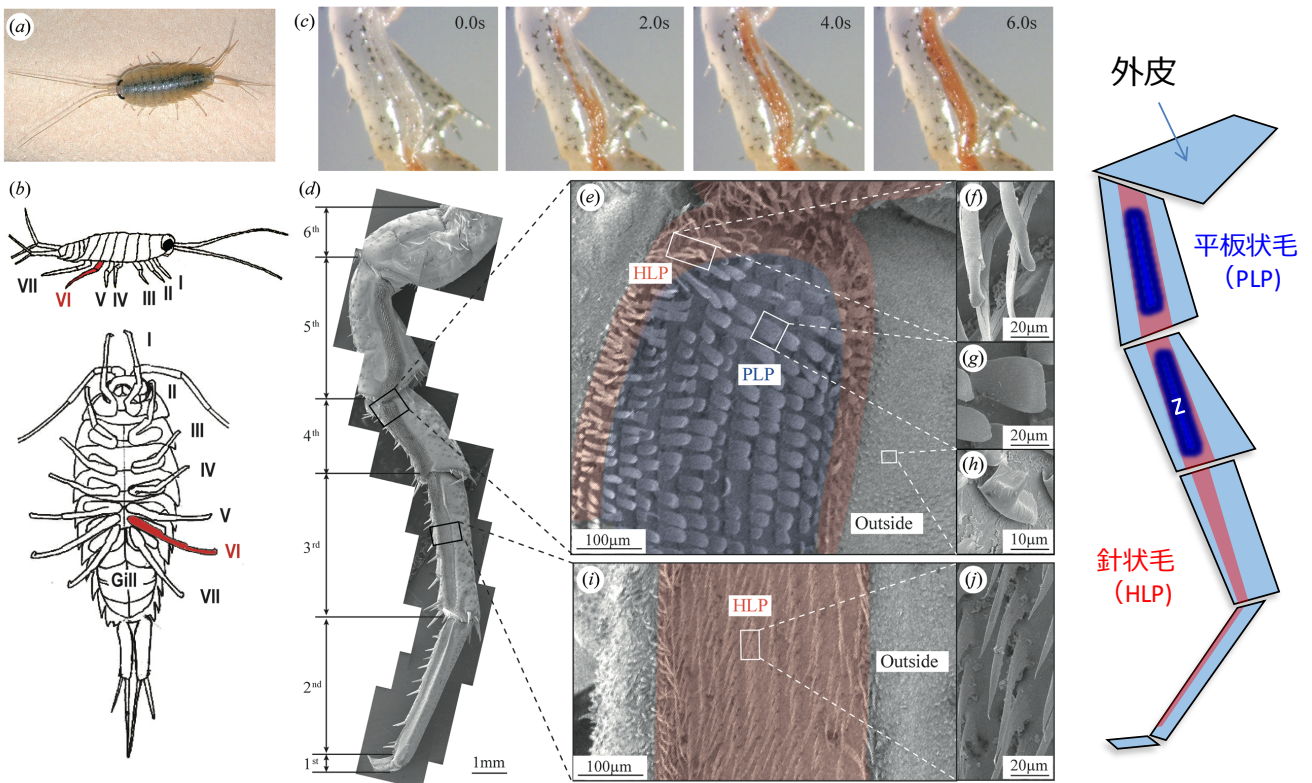 (a)
(b)
VII
VI
V
IV
III
II
I
I
II
III
IV
V
VI
Gill
VII
(c)
0.0s
2.0s
4.0s
6.0s
(d)
6th
5th
4th
3rd
2nd
1st
1mm
(e)
HLP
PLP
Outside
100μm
(f)
20μm
(g)
20μm
(h)
10μm
(i)
HLP
Outside
100μm
(j)
20μm
外皮
平板状毛
(PLP)
Z
針状毛
(HLP)